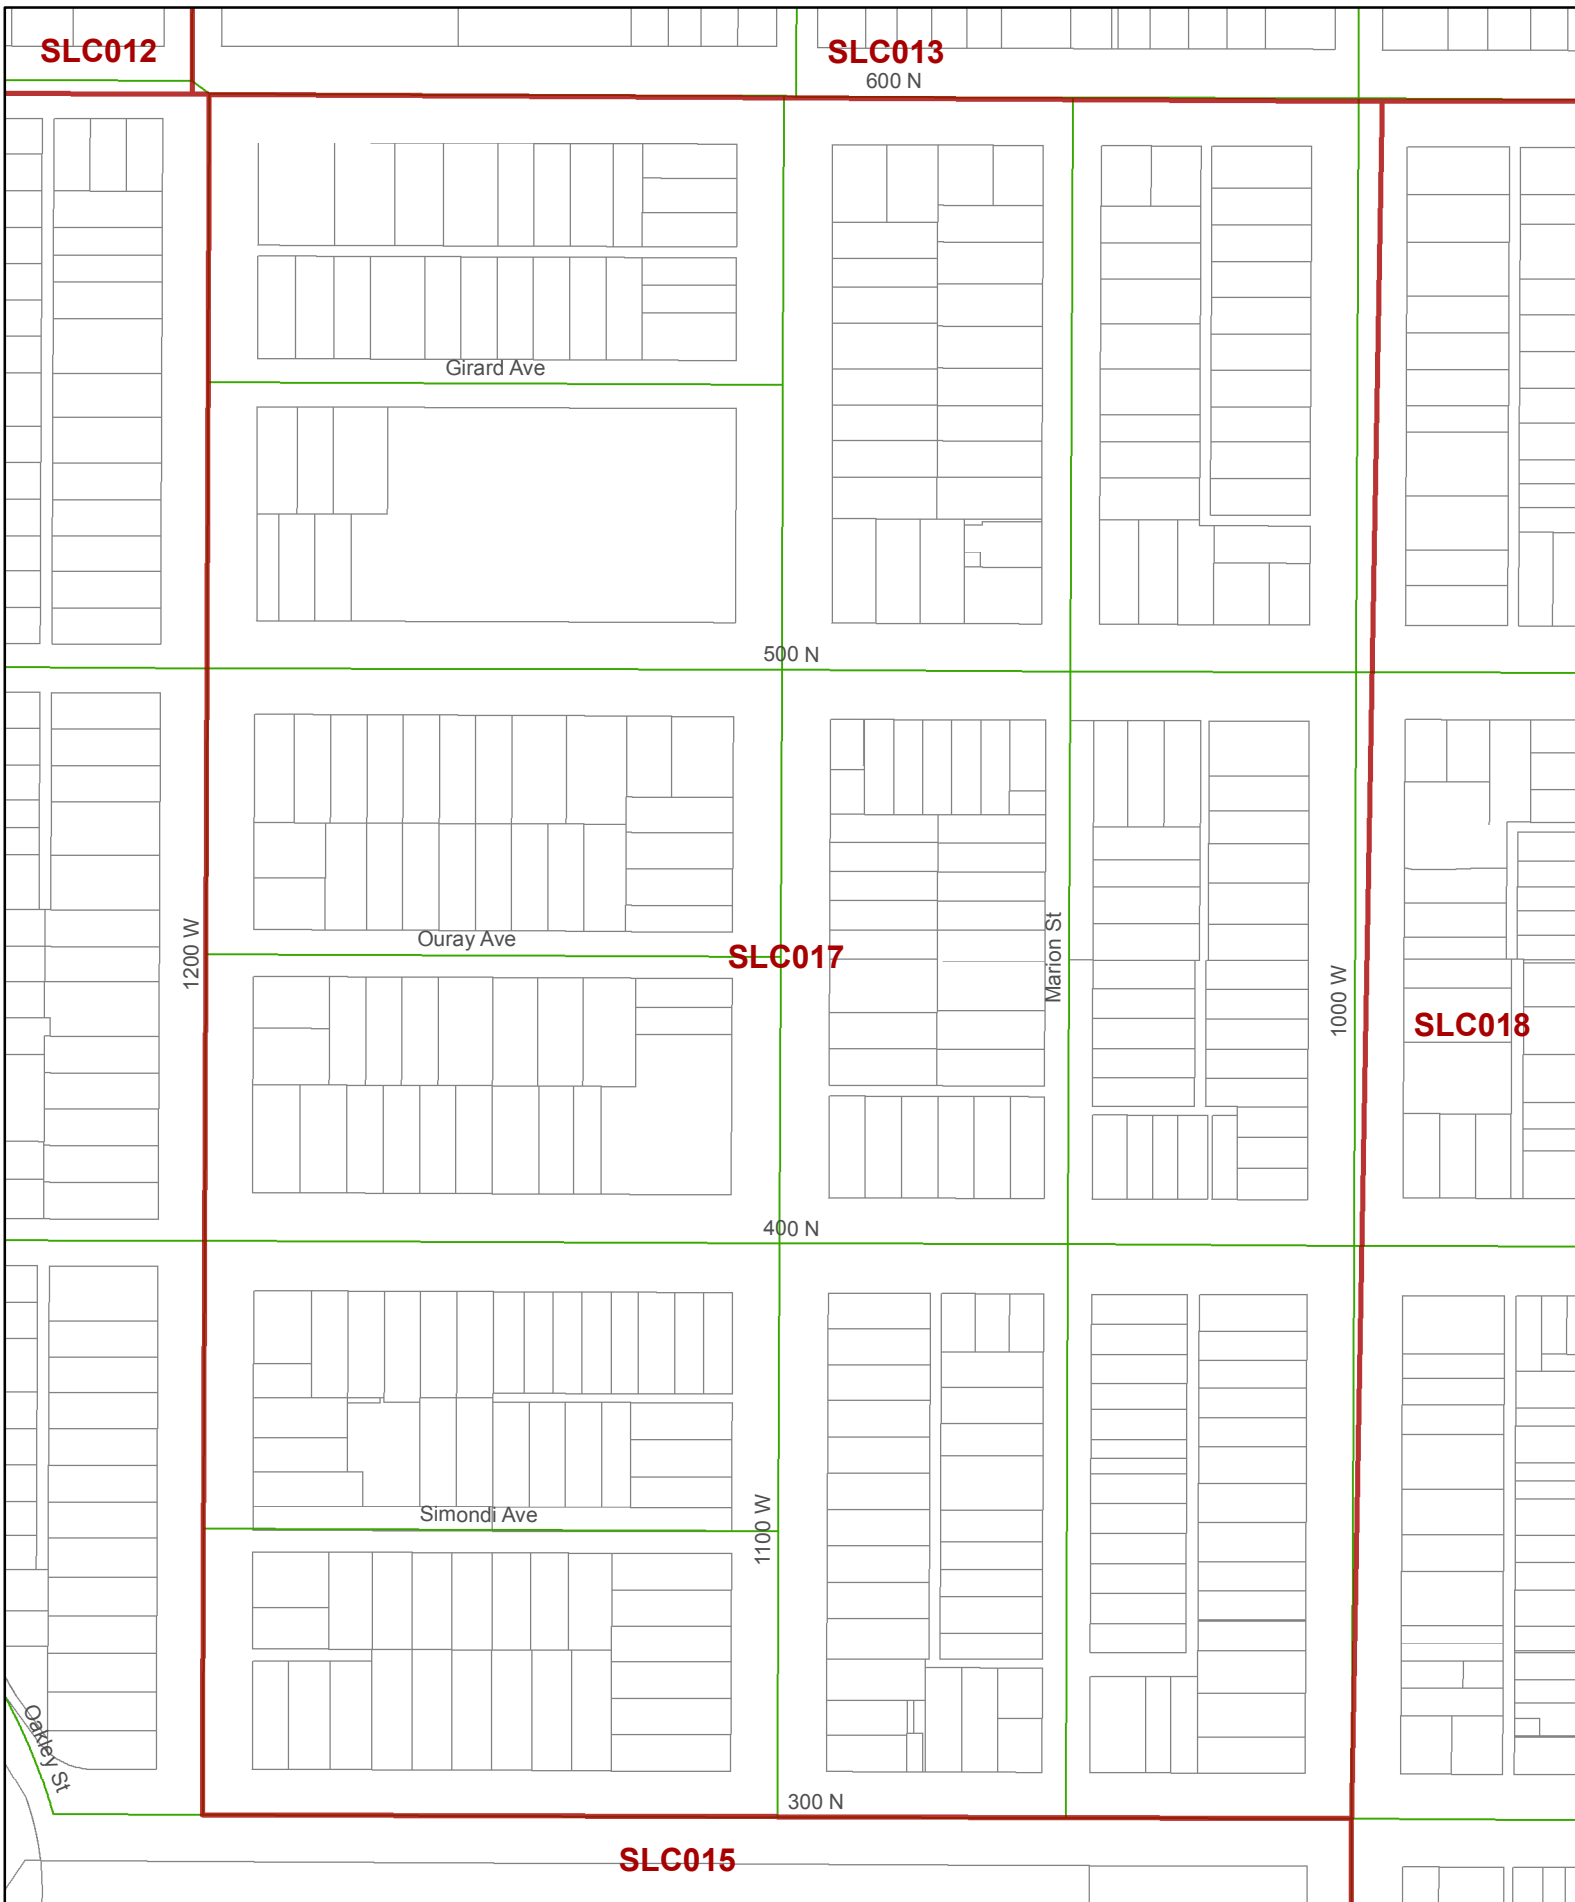 SLC012
SLC013
600 N
Girard Ave
500 N
1200 W
Ouray Ave
SLC017
Marion St
1000 W
SLC018
400 N
Simondi Ave
1100 W
Oakley St
300 N
SLC015